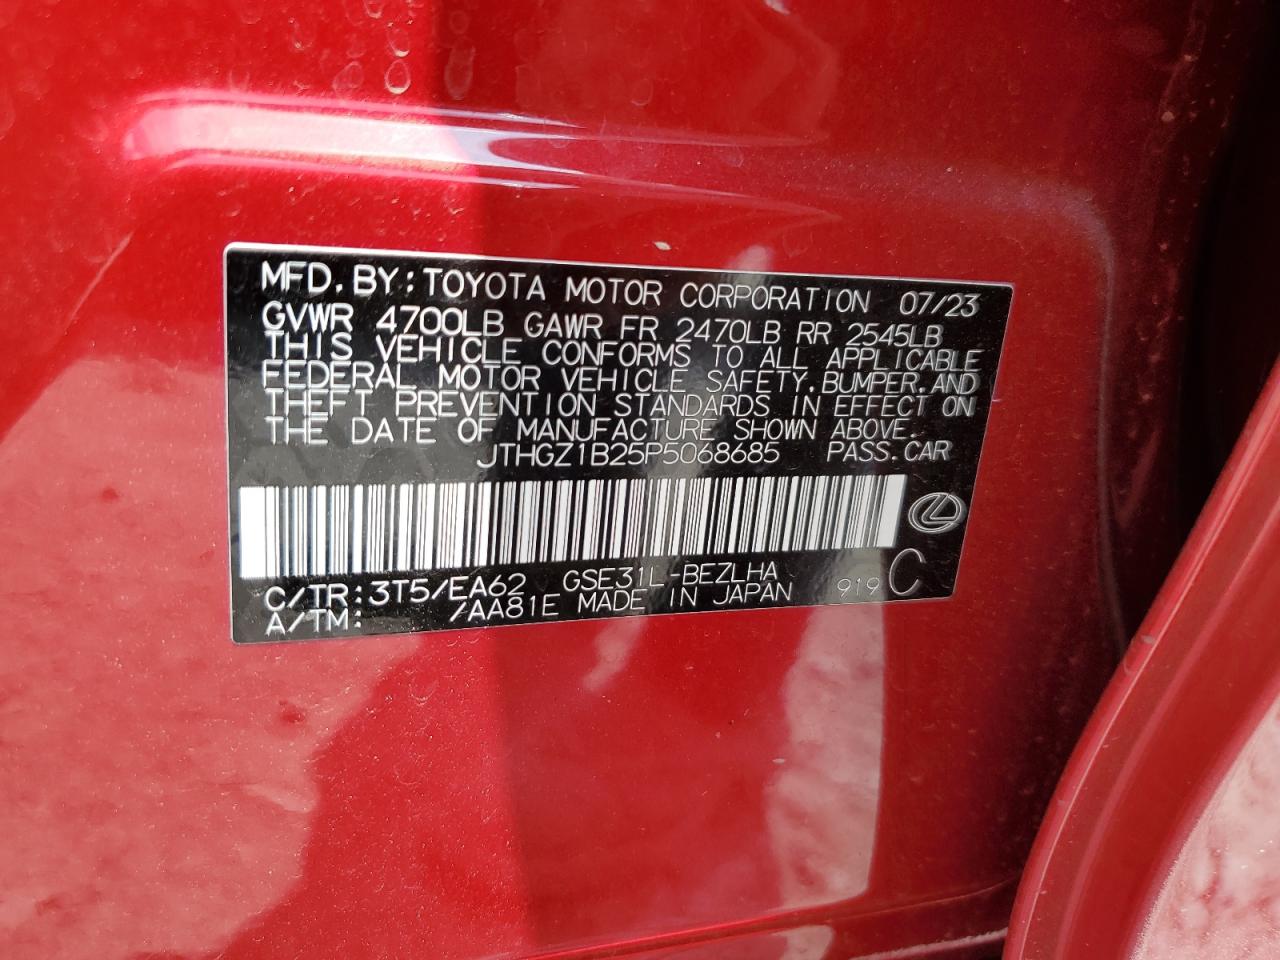 MFD. BY: TOYOTA MOTOR CORPORATION 07/23
GVWR 4700LB GAWR FR 2470LB RR 2545LB
THIS VEHICLE CONFORMS TO ALL APPLICABLE
FEDERAL MOTOR VEHICLE SAFETY, BUMPER, AND
THEFT PREVENTION STANDARDS IN EFFECT ON
THE DATE OF MANUFACTURE SHOWN ABOVE.
JTHGZ1B25P5068685 PASS. CAR
C/TR: 3T5/EA62 GSE31L-BEZLHA 919 C
A/TM: /AA81E MADE IN JAPAN